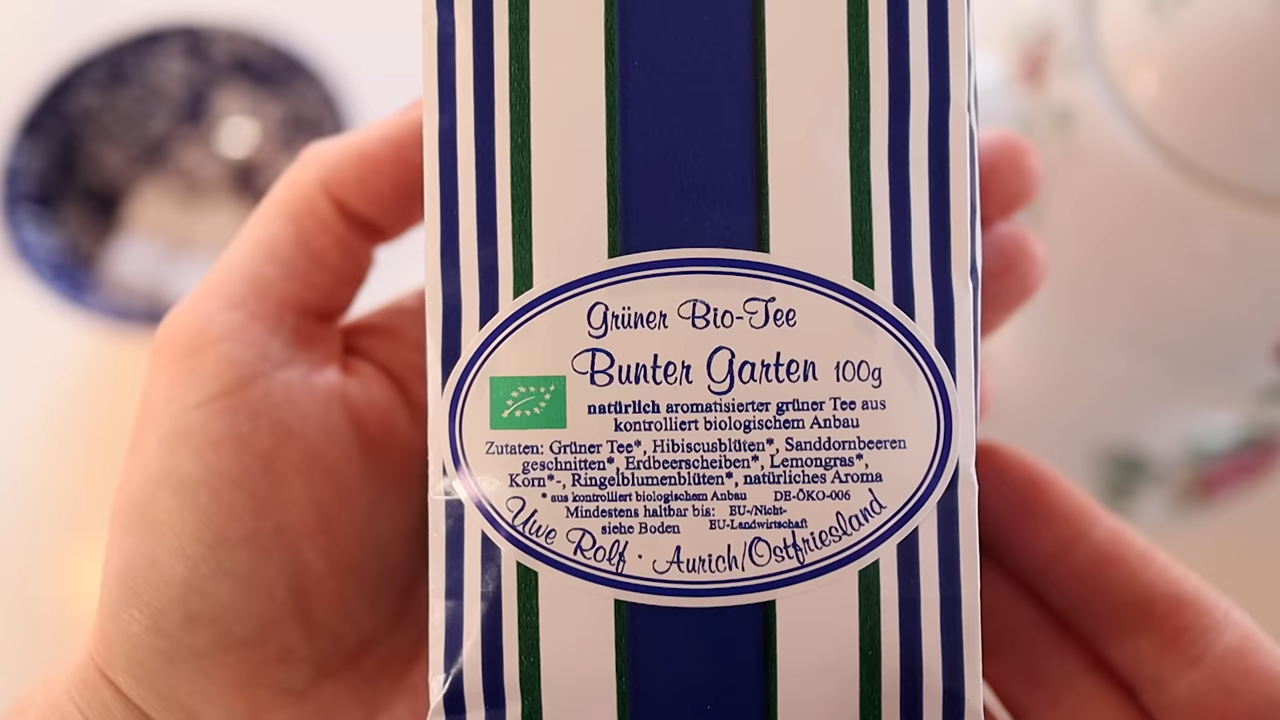 Grüner Bio-Tee
Bunter Garten 100g
natürlich aromatisierter grüner Tee aus
kontrolliert biologischem Anbau
Zutaten: Grüner Tee*, Hibiscusblüten*, Sanddornbeeren
geschnitten*, Erdbeerscheiben*, Lemongras*,
Korn*-, Ringelblumenblüten*, natürliches Aroma
* aus kontrolliert biologischem Anbau DE-ÖKO-006
Mindestens haltbar bis: EU-/Nicht-
siehe Boden EU-Landwirtschaft
Uwe Rolf · Aurich/Ostfriesland